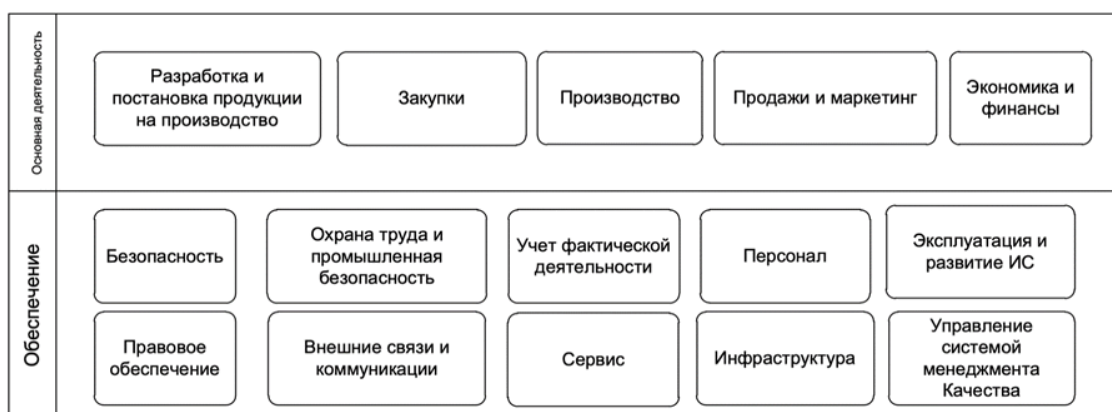 Основная деятельность
Разработка и
постановка продукции
на производство
Закупки
Производство
Продажи и маркетинг
Экономика и
финансы
Обеспечение
Безопасность
Охрана труда и
промышленная
безопасность
Учет фактической
деятельности
Персонал
Эксплуатация и
развитие ИС
Правовое
обеспечение
Внешние связи и
коммуникации
Сервис
Инфраструктура
Управление
системой
менеджмента
Качества